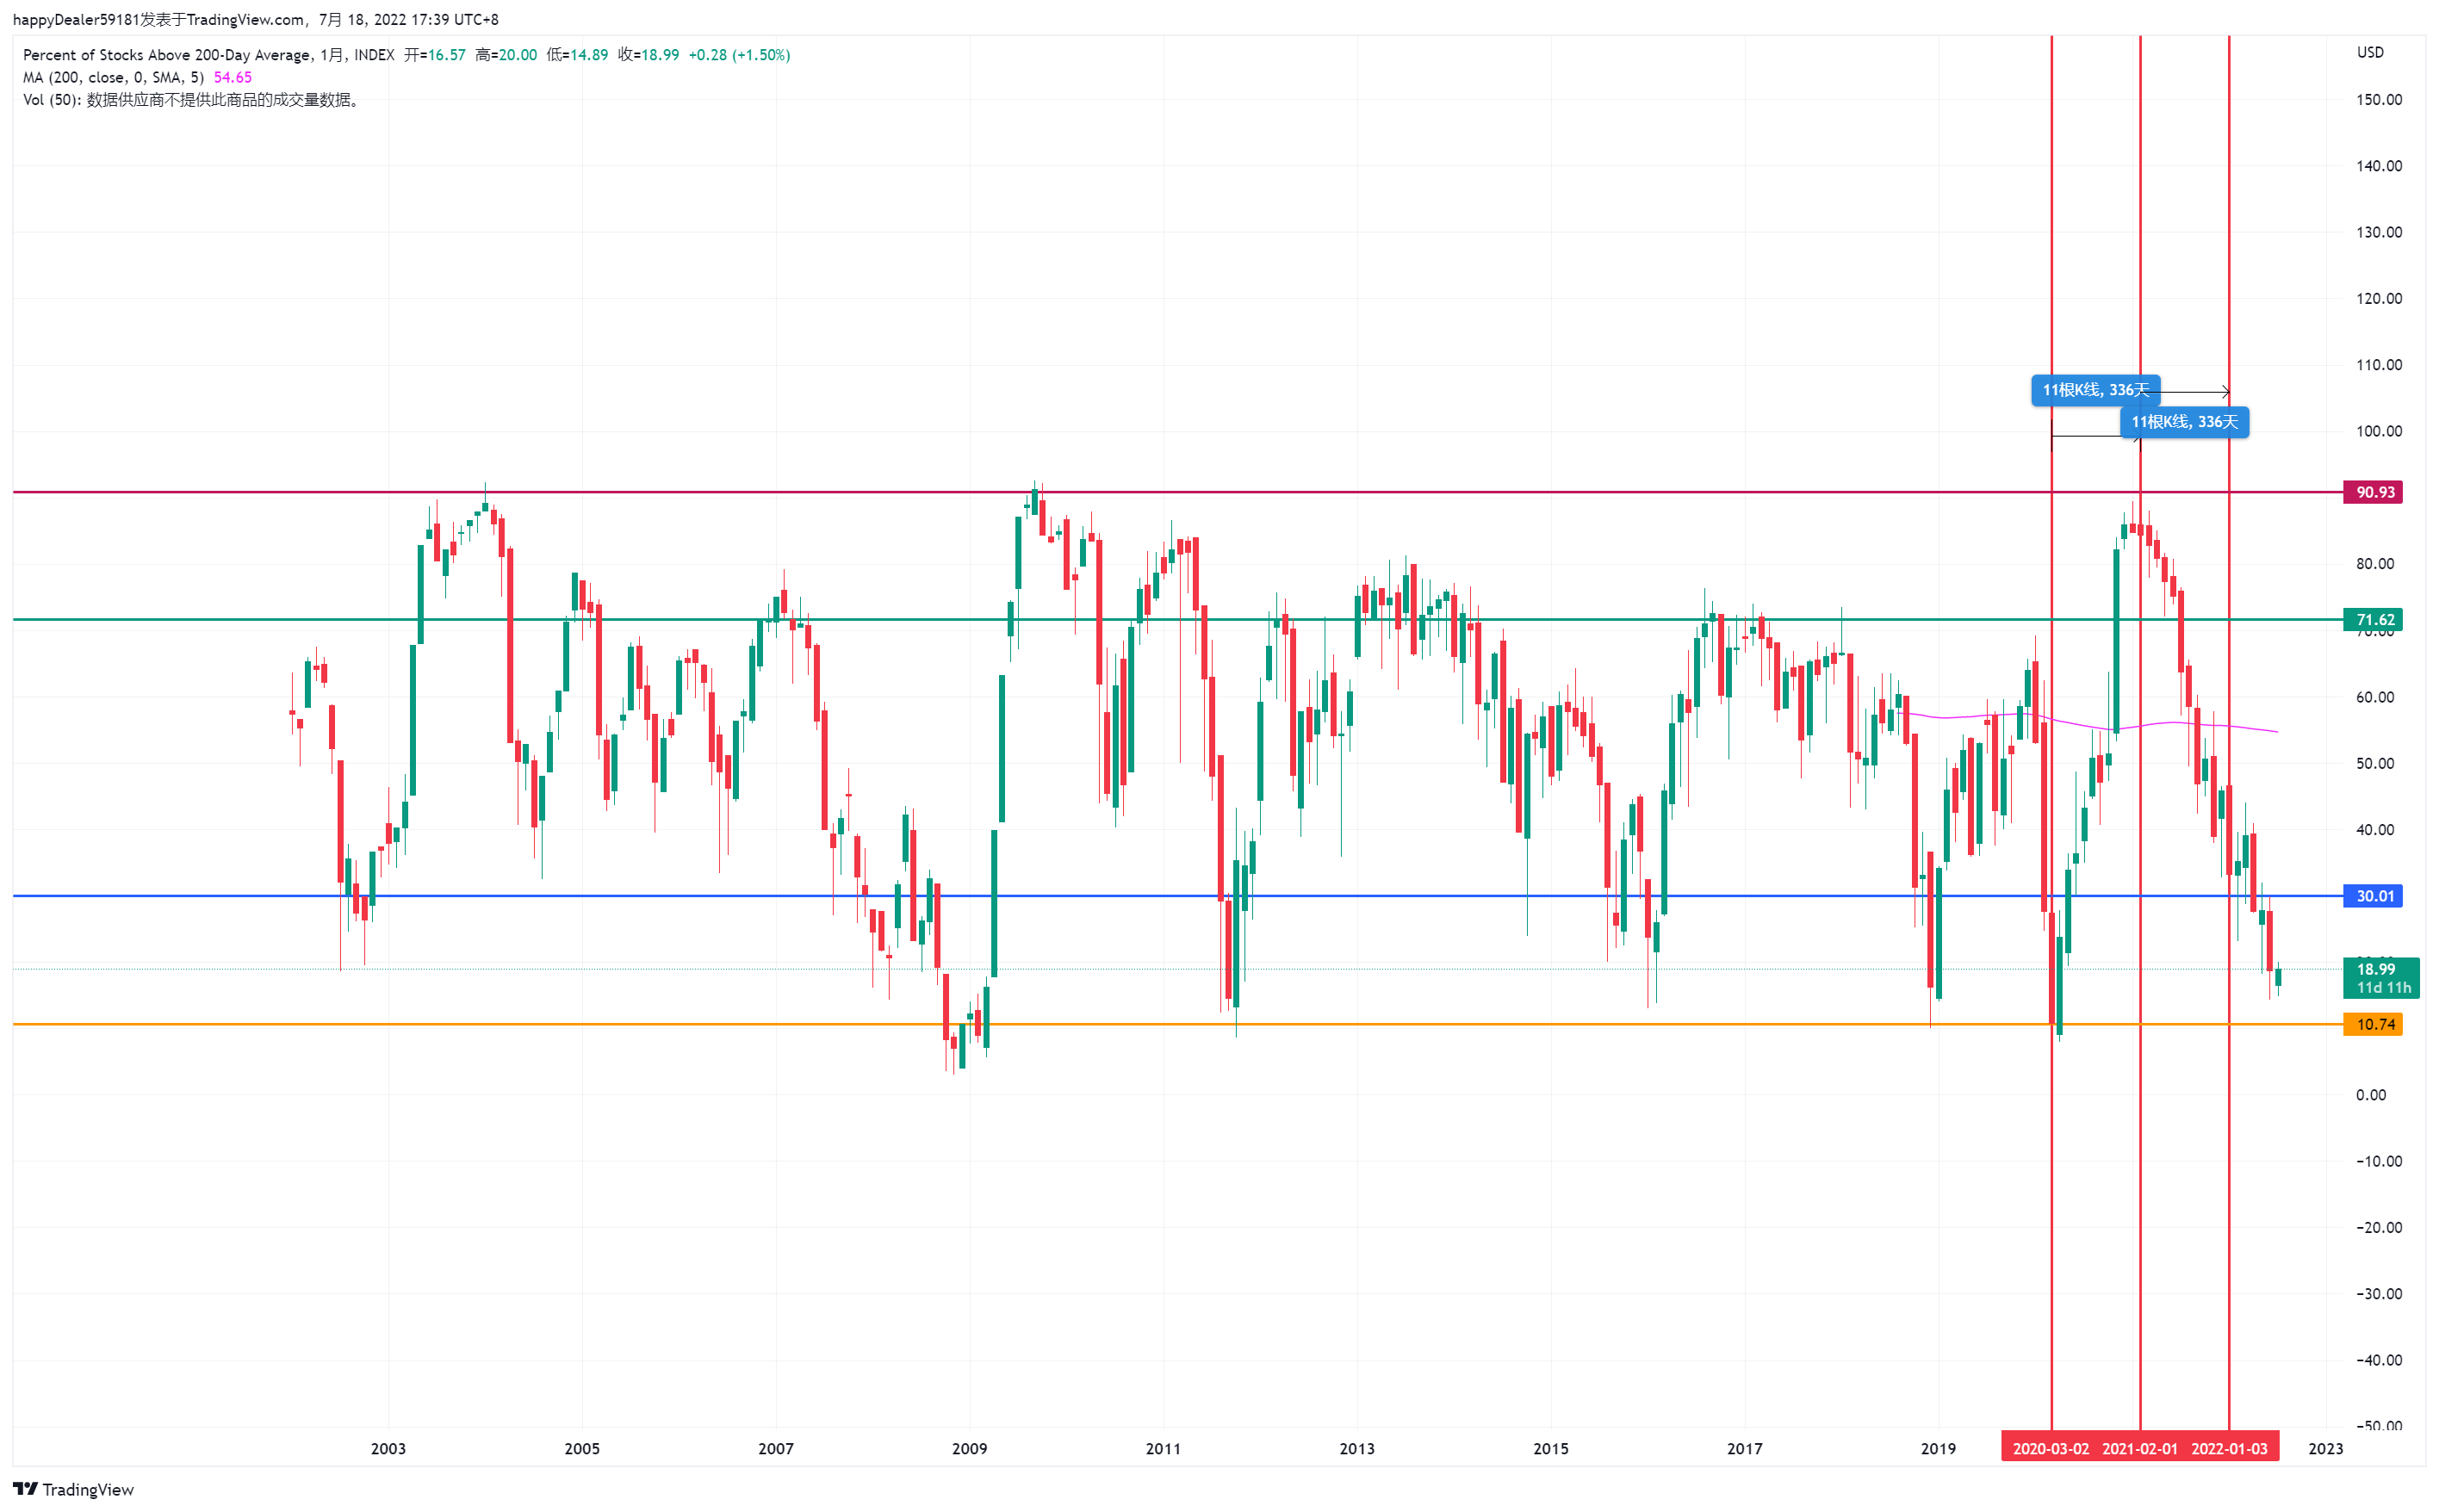 happyDealer59181发表于TradingView.com, 7月 18, 2022 17:39 UTC+8
Percent of Stocks Above 200-Day Average, 1月, INDEX 开=16.57 高=20.00 低=14.89 收=18.99 +0.28 (+1.50%)
MA (200, close, 0, SMA, 5) 54.65
Vol (50): 数据供应商不提供此商品的成交量数据。
USD
150.00
140.00
130.00
120.00
110.00
11根K线, 336天
11根K线, 336天
100.00
90.93
80.00
71.62
70.00
60.00
50.00
40.00
30.01
18.99
11d 11h
10.74
0.00
−10.00
−20.00
−30.00
−40.00
−50.00
2003 2005 2007 2009 2011 2013 2015 2017 2019 2020-03-02 2021-02-01 2022-01-03 2023
TradingView